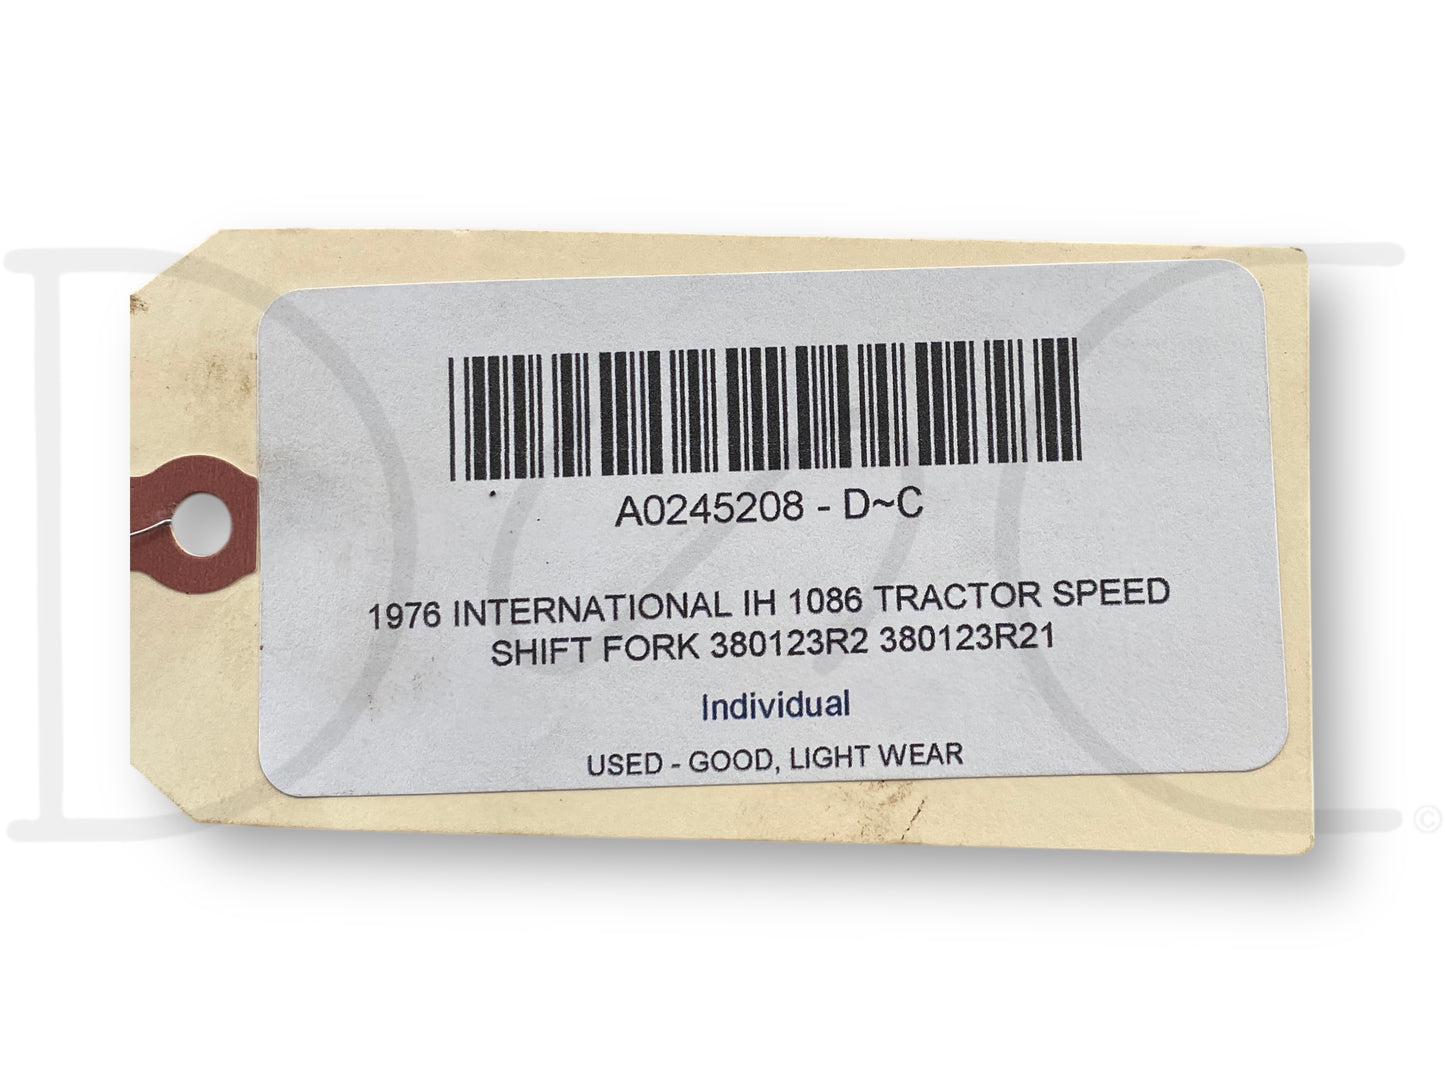 A0245208 - D~C
1976 INTERNATIONAL IH 1086 TRACTOR SPEED
SHIFT FORK 380123R2 380123R21
Individual
USED - GOOD, LIGHT WEAR
D~C
©